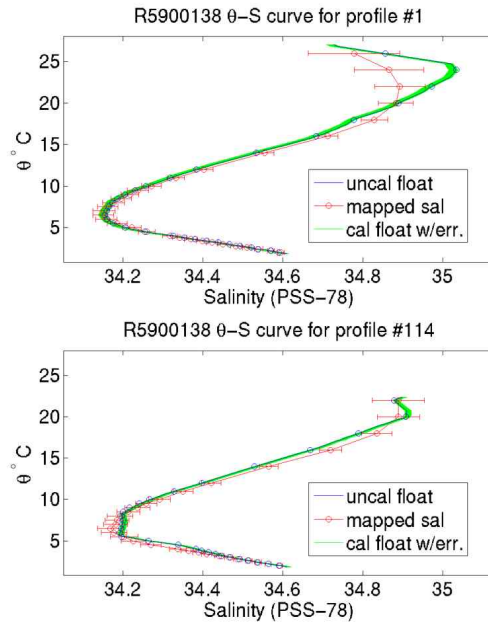 R5900138 θ−S curve for profile #1
25
20
15
10
5
θ° C
uncal float
mapped sal
cal float w/err.
34.2 34.4 34.6 34.8 35
Salinity (PSS−78)
R5900138 θ−S curve for profile #114
25
20
15
10
5
θ° C
uncal float
mapped sal
cal float w/err.
34.2 34.4 34.6 34.8 35
Salinity (PSS−78)